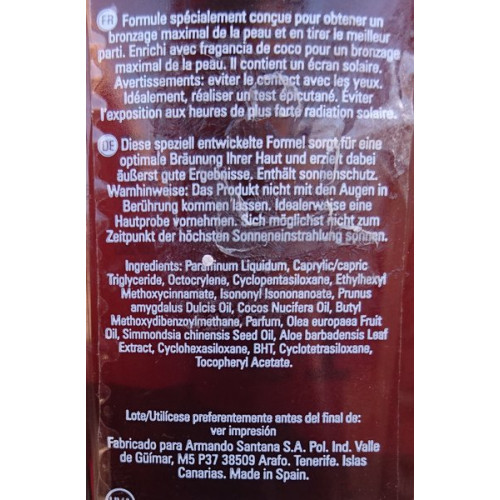 FR Formule spécialement conçue pour obtenir un
bronzage maximal de la peau et en tirer le meilleur
parti. Enrichi avec fragancia de coco pour un bronzage
maximal de la peau. Il contient un écran solaire.
Avertissements: eviter le contact avec les yeux.
Idéalement, réaliser un test épicutané. Éviter
l'exposition aux heures de plus farte radiation solaire.
DE Diese speziell entwickelte Formel sorgt für eine
optimale Bräunung Ihrer Haut und erzielt dabei
äußerst gute Ergebnisse. Enthält sonnenschutz.
Warnhinweise: Das Produkt nicht mit den Augen in
Berührung kommen lassen. Idealerweise eine
Hautprobe vornehmen. Sich möglichst nicht zum
Zeitpunkt der höchsten Sonneneinstrahlung sonnen.
Ingredients: Paraffinum Liquidum, Caprylic/capric
Triglyceride, Octocrylene, Cyclopentasiloxane, Ethylhexyl
Methoxycinnamate, Isononyl Isononanoate, Prunus
amygdalus Dulcis Oil, Cocos Nucifera Oil, Butyl
Methoxydibenzoylmethane, Parfum, Olea europaea Fruit
Oil, Simmondsia chinensis Seed Oil, Aloe barbadensis Leaf
Extract, Cyclohexasiloxane, BHT, Cyclotetrasiloxane,
Tocopheryl Acetate.
Lote/Utilícese preferentemente antes del final de:
ver impresión
Fabricado para Armando Santana S.A. Pol. Ind. Valle
de Güímar, M5 P37 38509 Arafo. Tenerife. Islas
Canarias. Made in Spain.